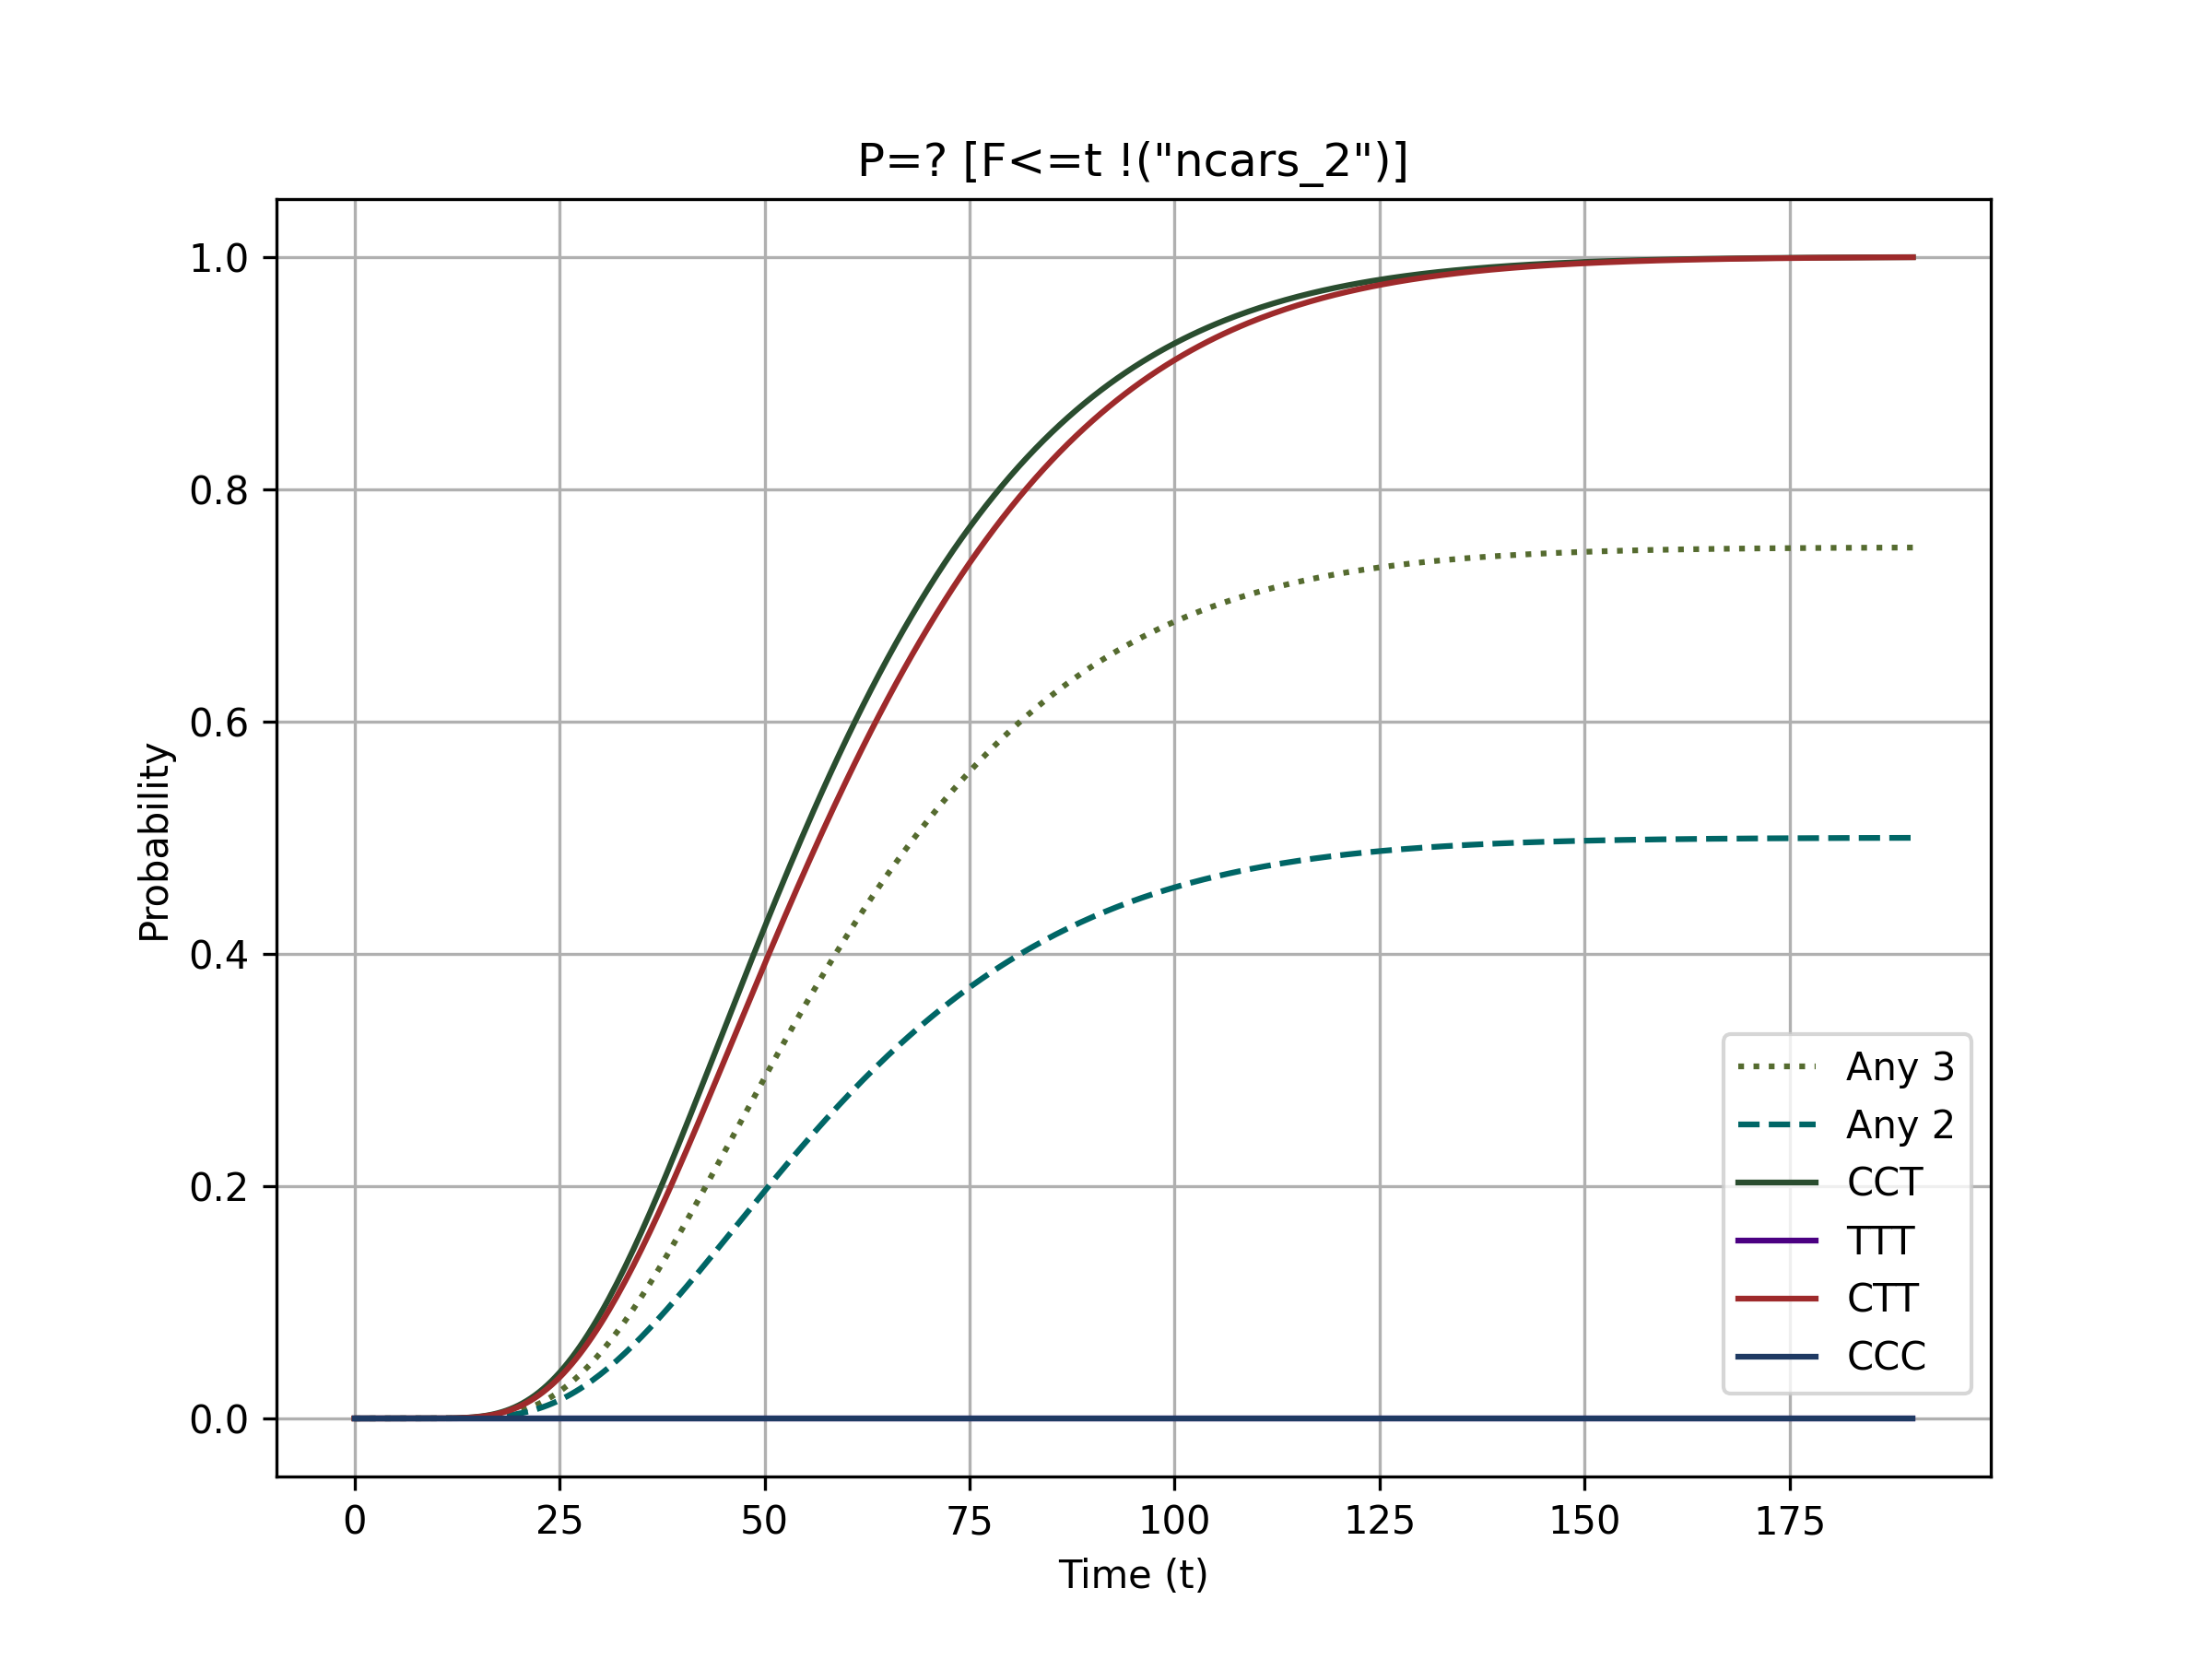 P=? [F<=t !("ncars_2")]
1.0
0.8
0.6
0.4
0.2
0.0
Probability
0 25 50 75 100 125 150 175
Time (t)
Any 3
Any 2
CCT
TTT
CTT
CCC